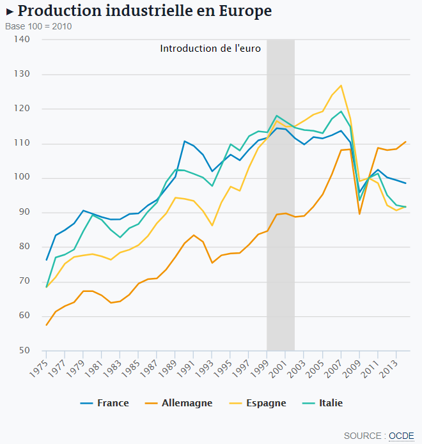 ▸ Production industrielle en Europe
Base 100 = 2010
140
Introduction de l'euro
130
120
110
100
90
80
70
60
50
1975 1977 1979 1981 1983 1985 1987 1989 1991 1993 1995 1997 1999 2001 2003 2005 2007 2009 2011 2013
France Allemagne Espagne Italie
SOURCE : OCDE